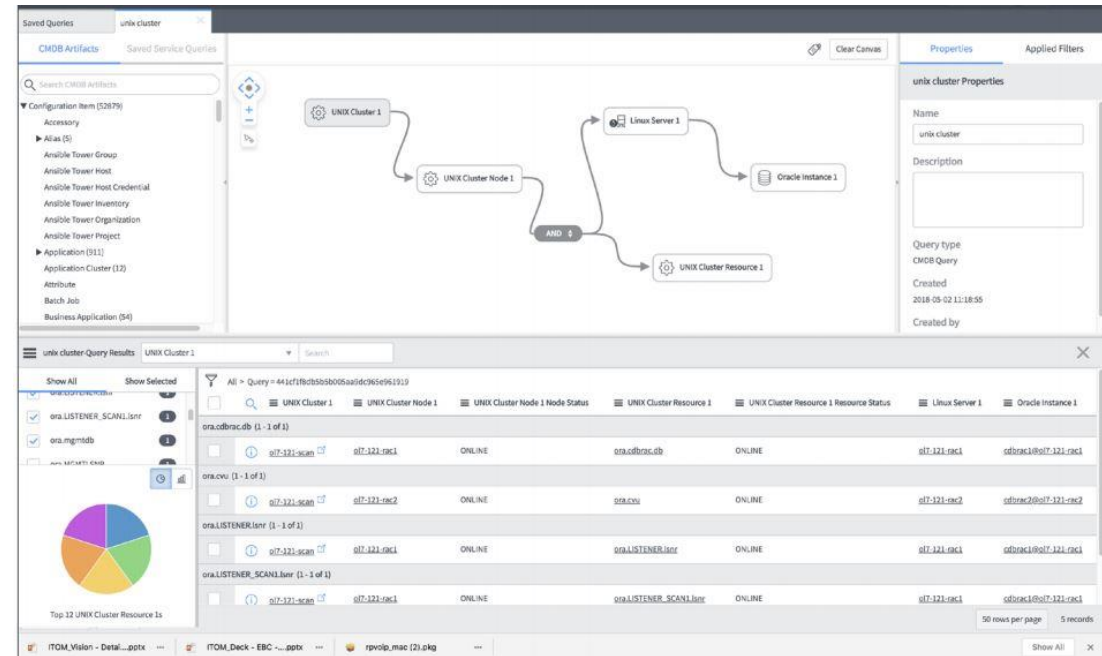 Saved Queries
unix cluster
CMDB Artifacts
Saved Service Queries
Clear Canvas
Properties
Applied Filters
Search CMDB Artifacts
Configuration Item (52879)
Accessory
Alias (5)
Ansible Tower Group
Ansible Tower Host
Ansible Tower Host Credential
Ansible Tower Inventory
Ansible Tower Organization
Ansible Tower Project
Application (911)
Application Cluster (12)
Attribute
Batch Job
Business Application (54)
UNIX Cluster 1
UNIX Cluster Node 1
AND
Linux Server 1
Oracle Instance 1
UNIX Cluster Resource 1
unix cluster Properties
Name
unix cluster
Description
Query type
CMDB Query
Created
2018-05-02 11:18:55
Created by
unix cluster Query Results
UNIX Cluster 1
Search
Show All
Show Selected
ora.LISTENER_SCAN1.lsnr 1
ora.mgmtdb 1
Top 12 UNIX Cluster Resource 1s
All > Query = 441cf1f8db5b5b005aa9dc965e961919
UNIX Cluster 1 UNIX Cluster Node 1 UNIX Cluster Node 1 Node Status UNIX Cluster Resource 1 UNIX Cluster Resource 1 Resource Status Linux Server 1 Oracle Instance 1
ora.cdbrac.db (1 - 1 of 1)
ol7-121-scan ol7-121-rac1 ONLINE ora.cdbrac.db ONLINE ol7-121-rac1 cdbrac1@ol7-121-rac1
ora.cvu (1 - 1 of 1)
ol7-121-scan ol7-121-rac2 ONLINE ora.cvu ONLINE ol7-121-rac2 cdbrac2@ol7-121-rac2
ora.LISTENER.lsnr (1 - 1 of 1)
ol7-121-scan ol7-121-rac1 ONLINE ora.LISTENER.lsnr ONLINE ol7-121-rac1 cdbrac1@ol7-121-rac1
ora.LISTENER_SCAN1.lsnr (1 - 1 of 1)
ol7-121-scan ol7-121-rac1 ONLINE ora.LISTENER_SCAN1.lsnr ONLINE ol7-121-rac1 cdbrac1@ol7-121-rac1
50 rows per page 5 records
ITOM_Vision - Detai....pptx
ITOM_Deck - EBC -....pptx
rpvoip_mac (2).pkg
Show All